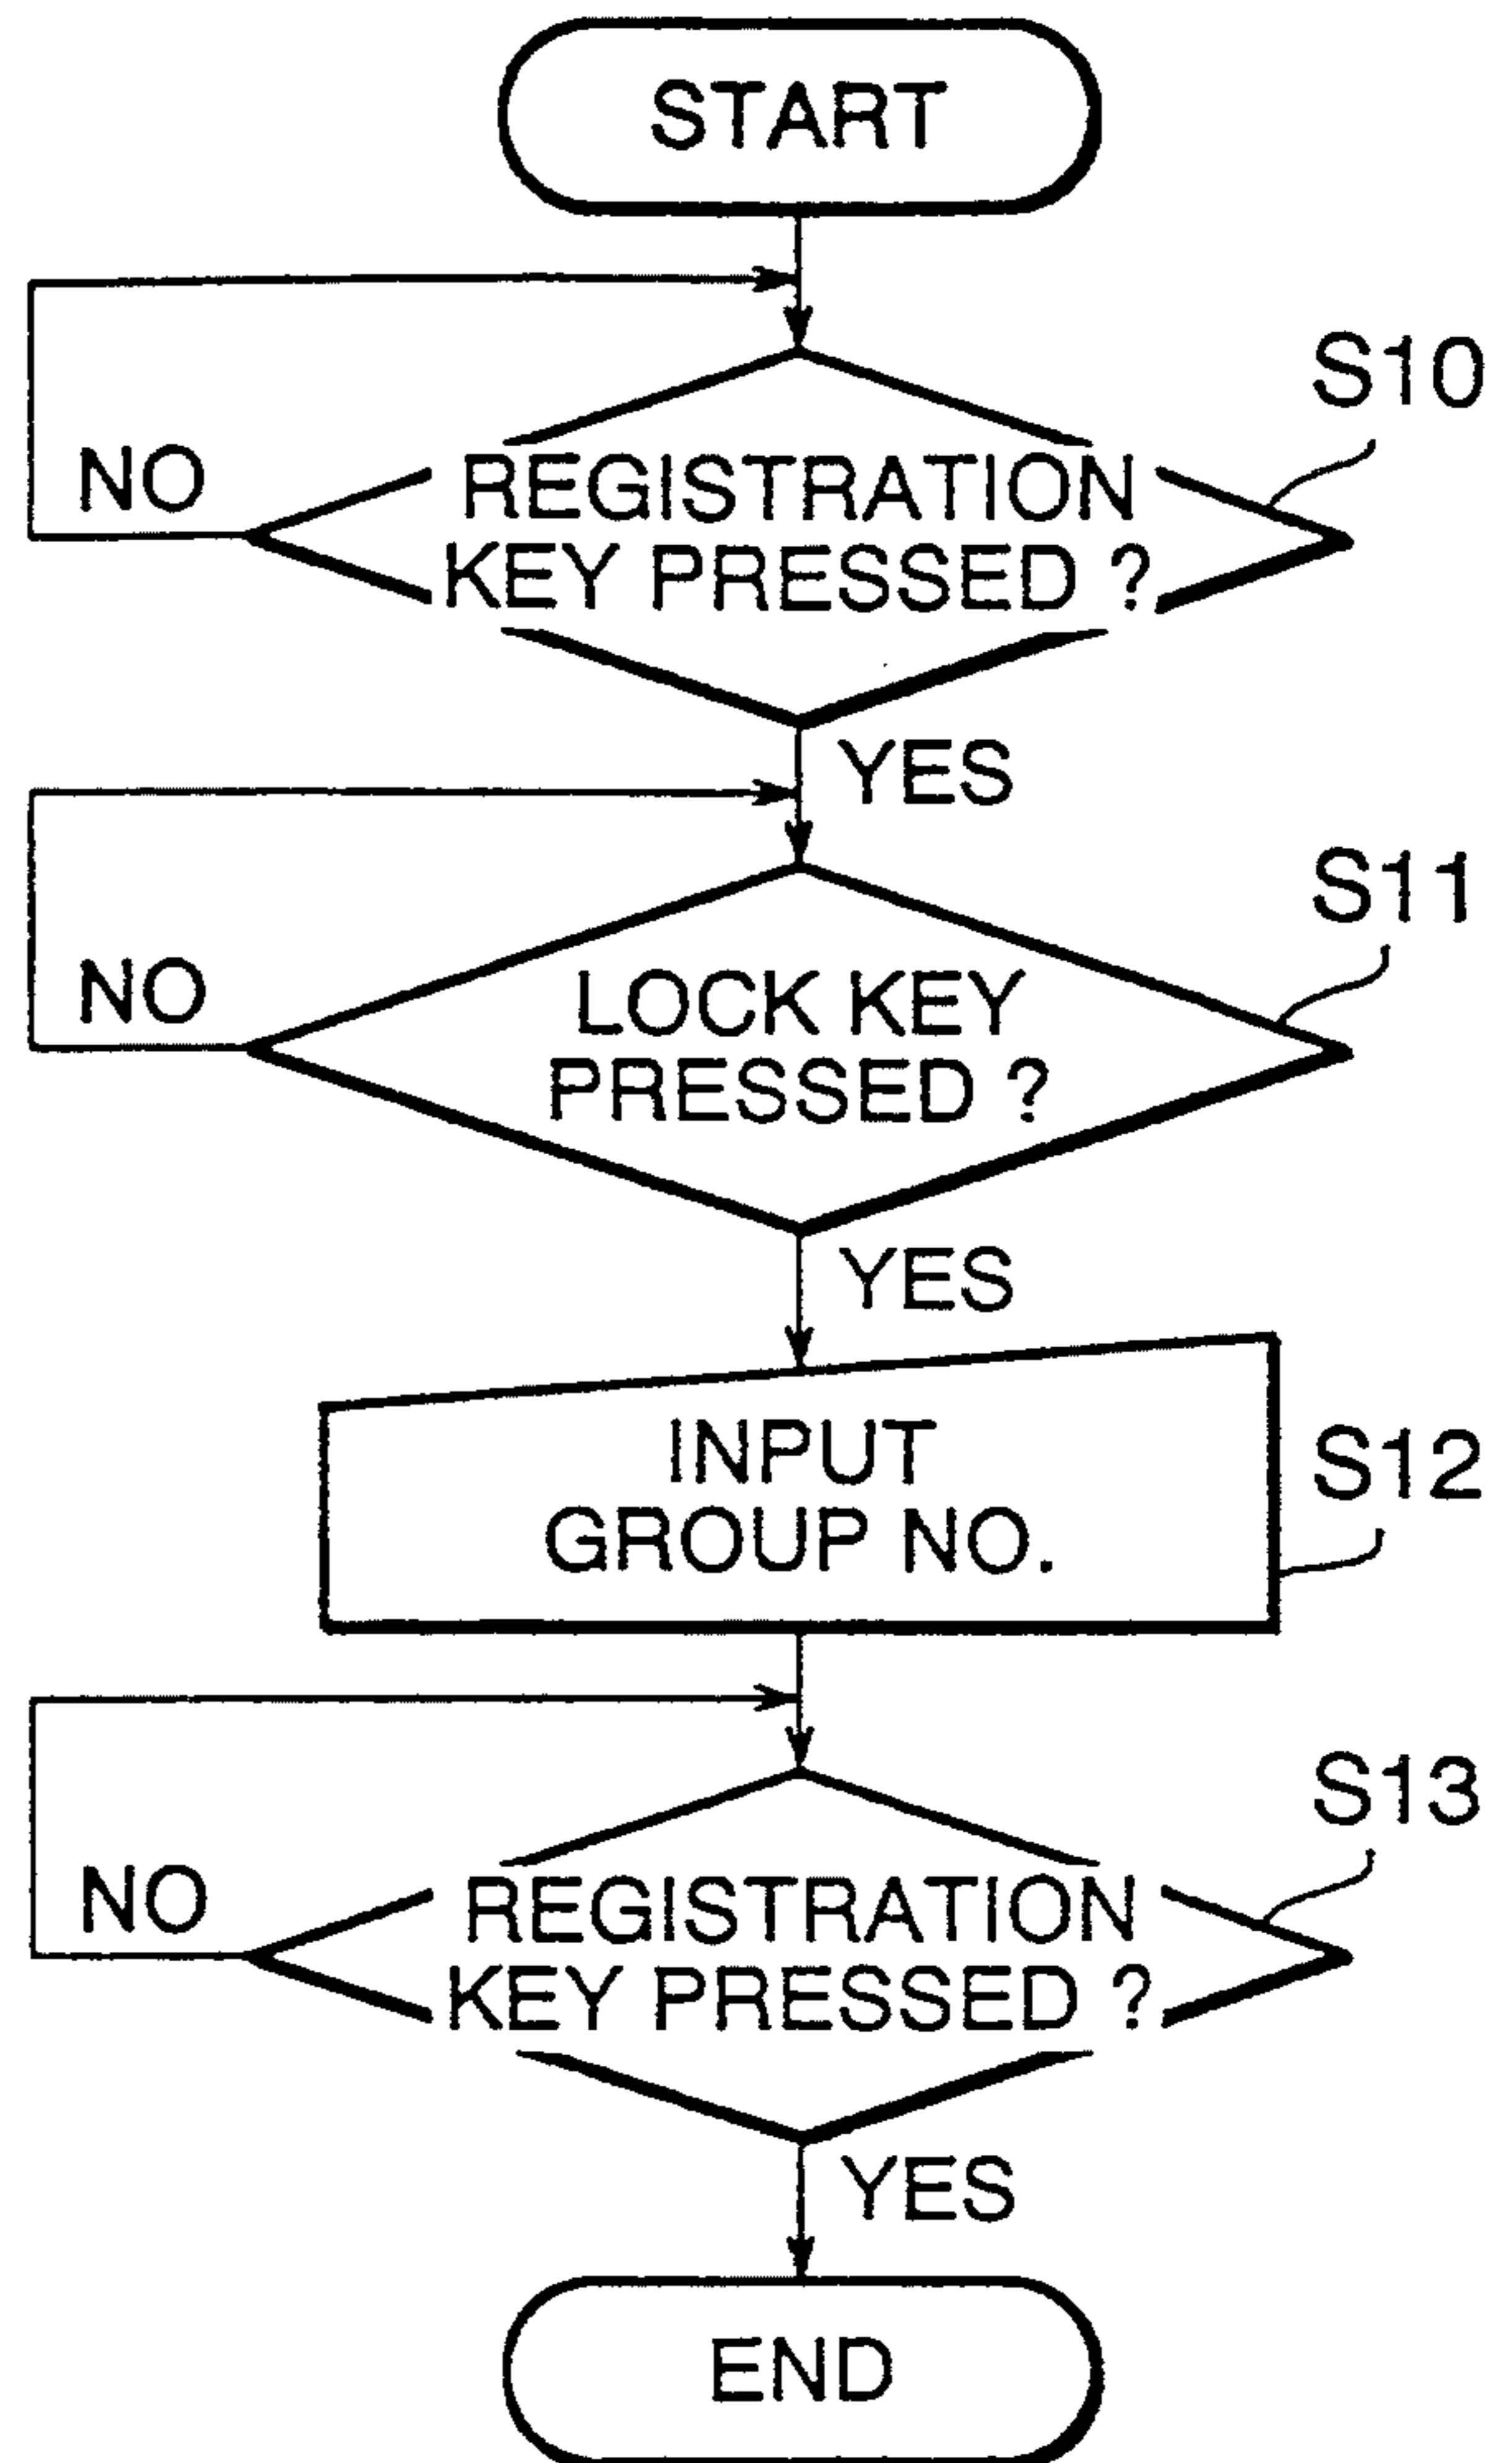 START
S10
NO
REGISTRATION
KEY PRESSED ?
YES
S11
NO
LOCK KEY
PRESSED ?
YES
INPUT
GROUP NO.
S12
S13
NO
REGISTRATION
KEY PRESSED ?
YES
END